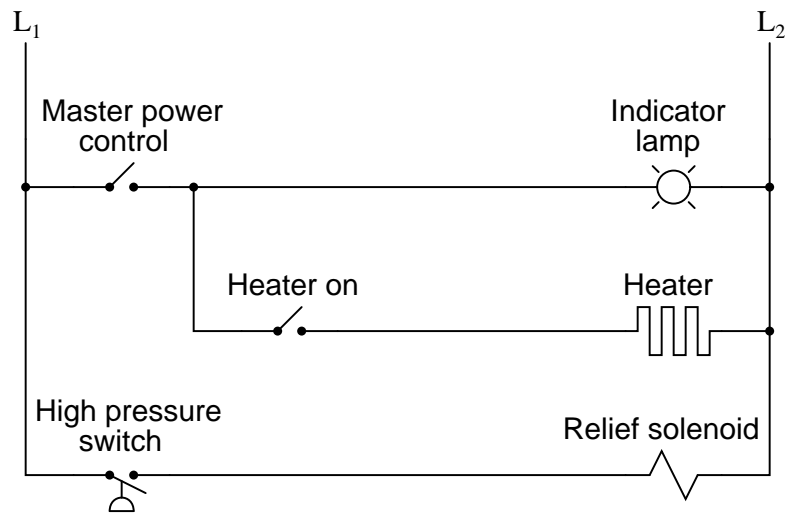 L₁
L₂
Master power
control
Indicator
lamp
Heater on
Heater
High pressure
switch
Relief solenoid